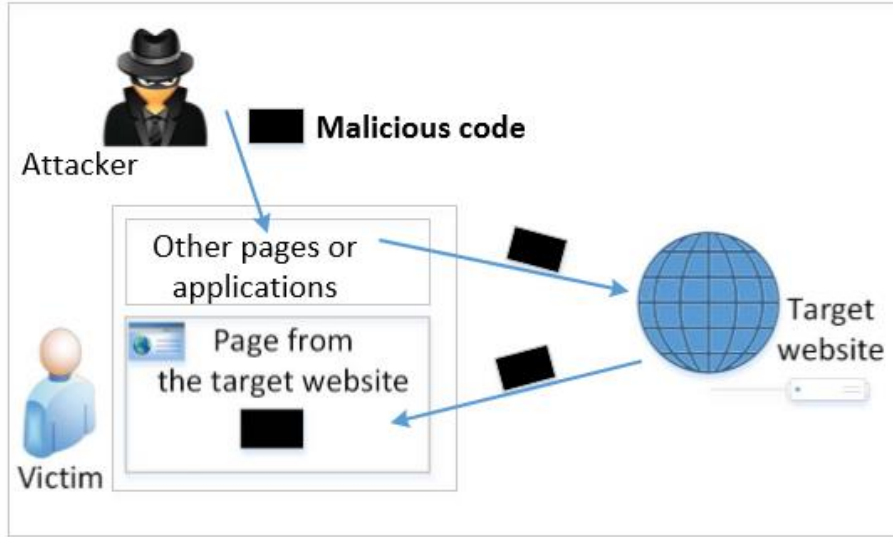 Malicious code
Attacker
Other pages or
applications
Page from
the target website
Victim
Target
website